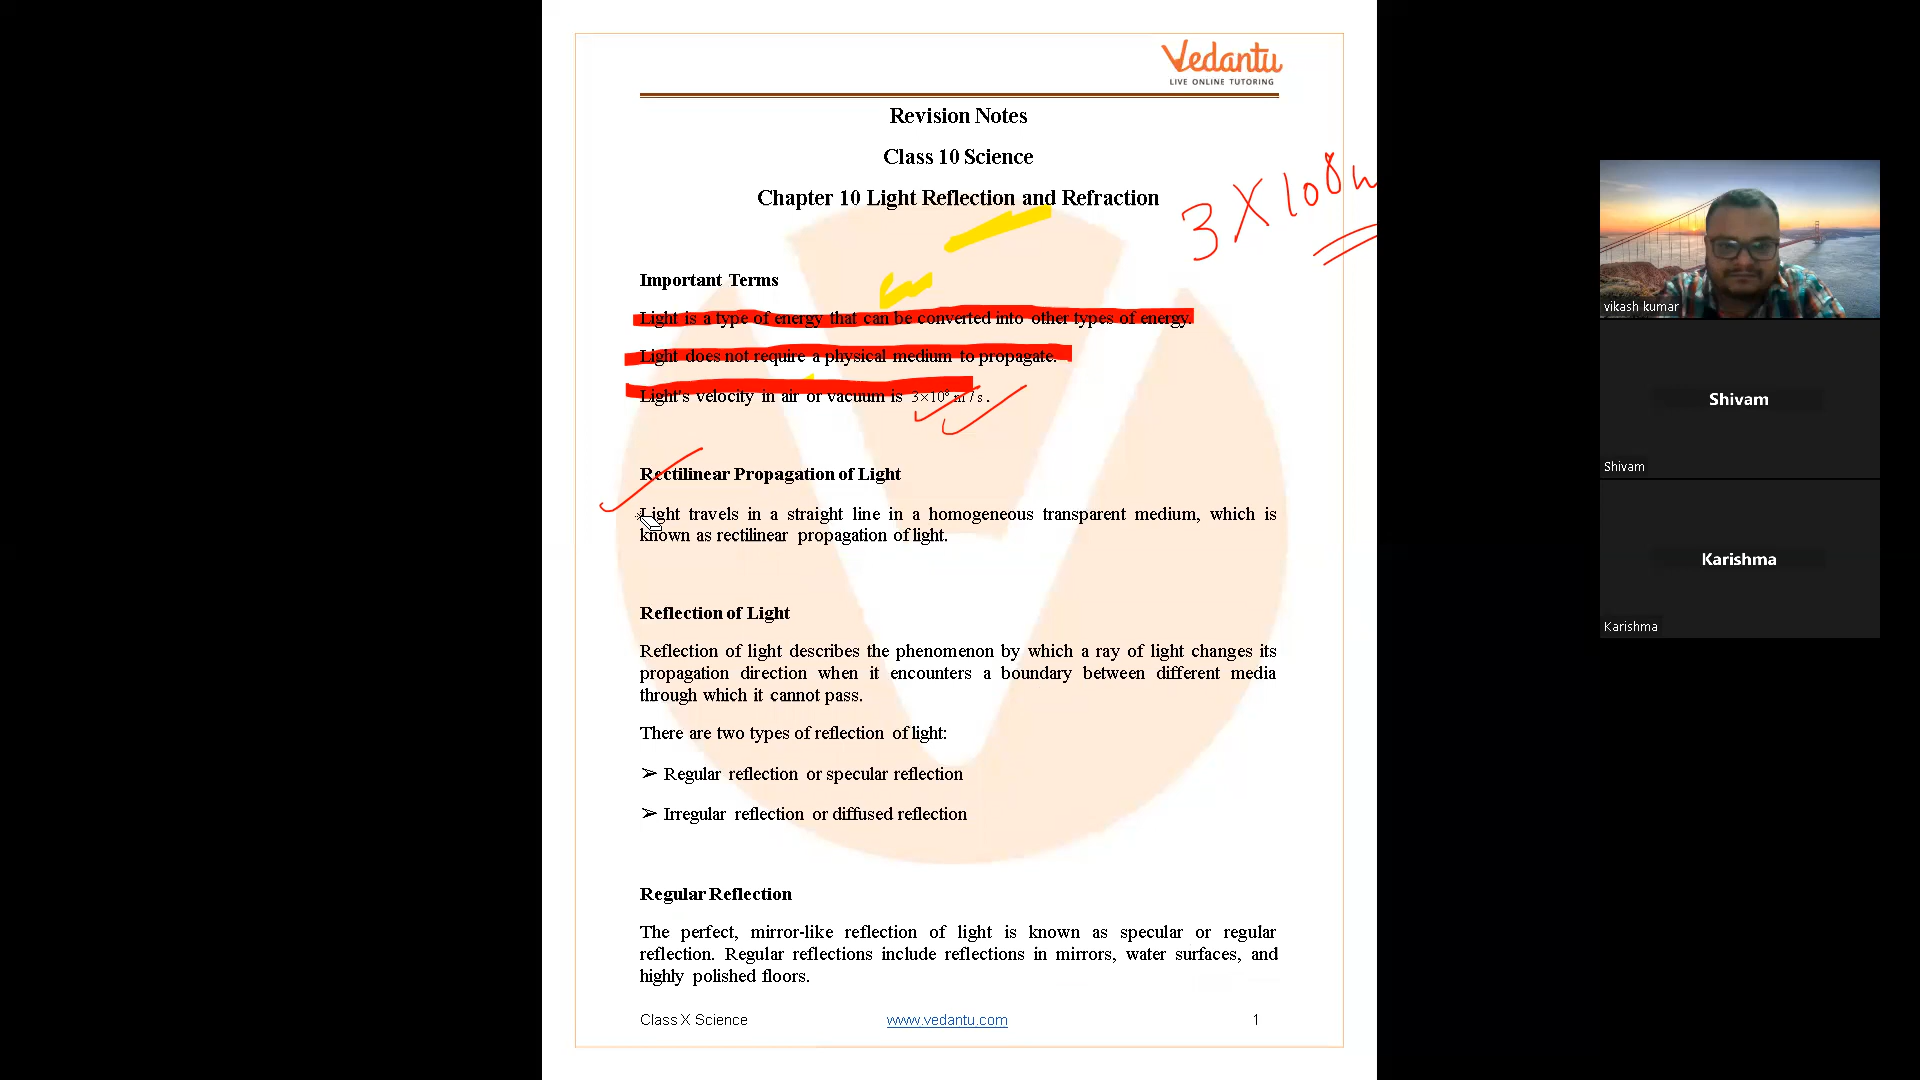 Vedantu
LIVE ONLINE TUTORING
Revision Notes
Class 10 Science
Chapter 10 Light Reflection and Refraction
3 X 10⁸ m
Important Terms
Light is a type of energy that can be converted into other types of energy.
Light does not require a physical medium to propagate.
Light's velocity in air or vacuum is 3×10⁸ m / s .
Rectilinear Propagation of Light
Light travels in a straight line in a homogeneous transparent medium, which is
known as rectilinear propagation of light.
Reflection of Light
Reflection of light describes the phenomenon by which a ray of light changes its
propagation direction when it encounters a boundary between different media
through which it cannot pass.
There are two types of reflection of light:
➢ Regular reflection or specular reflection
➢ Irregular reflection or diffused reflection
Regular Reflection
The perfect, mirror-like reflection of light is known as specular or regular
reflection. Regular reflections include reflections in mirrors, water surfaces, and
highly polished floors.
Class X Science www.vedantu.com 1
vikash kumar
Shivam
Shivam
Karishma
Karishma